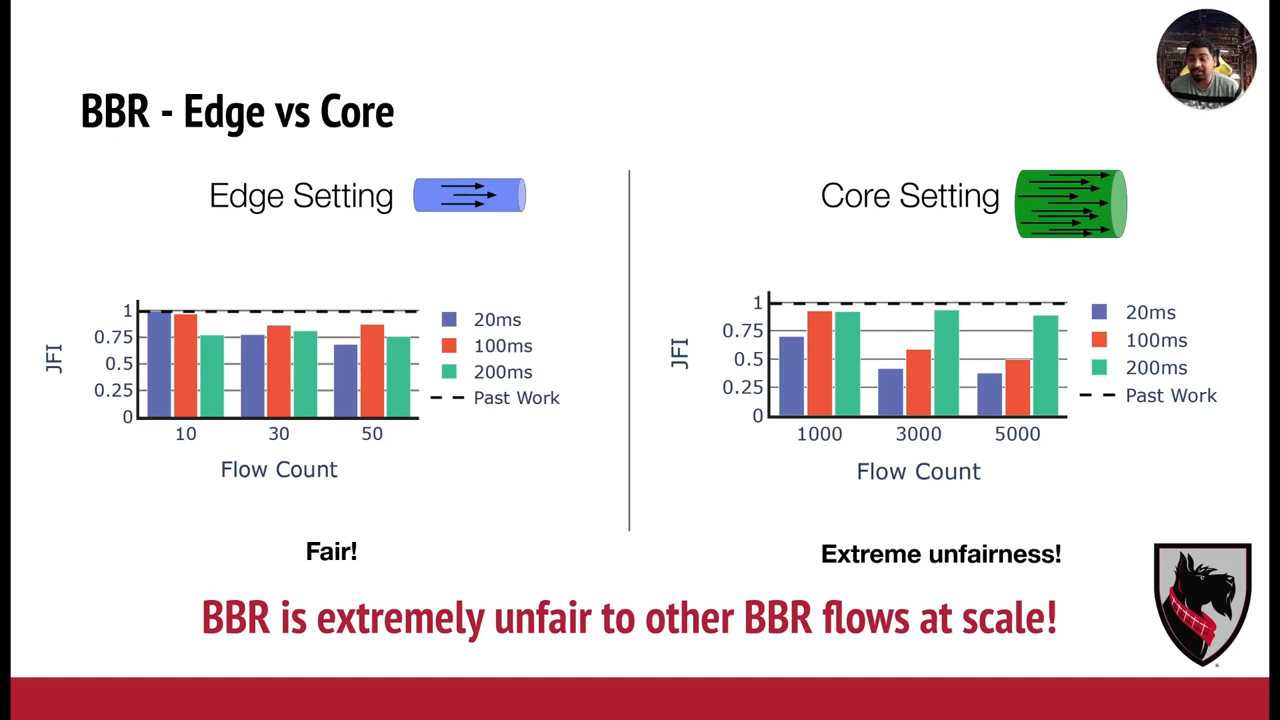 BBR - Edge vs Core
Edge Setting
Core Setting
JFI
1
0.75
0.5
0.25
0
10
30
50
Flow Count
20ms
100ms
200ms
Past Work
JFI
1
0.75
0.5
0.25
0
1000
3000
5000
Flow Count
20ms
100ms
200ms
Past Work
Fair!
Extreme unfairness!
BBR is extremely unfair to other BBR flows at scale!